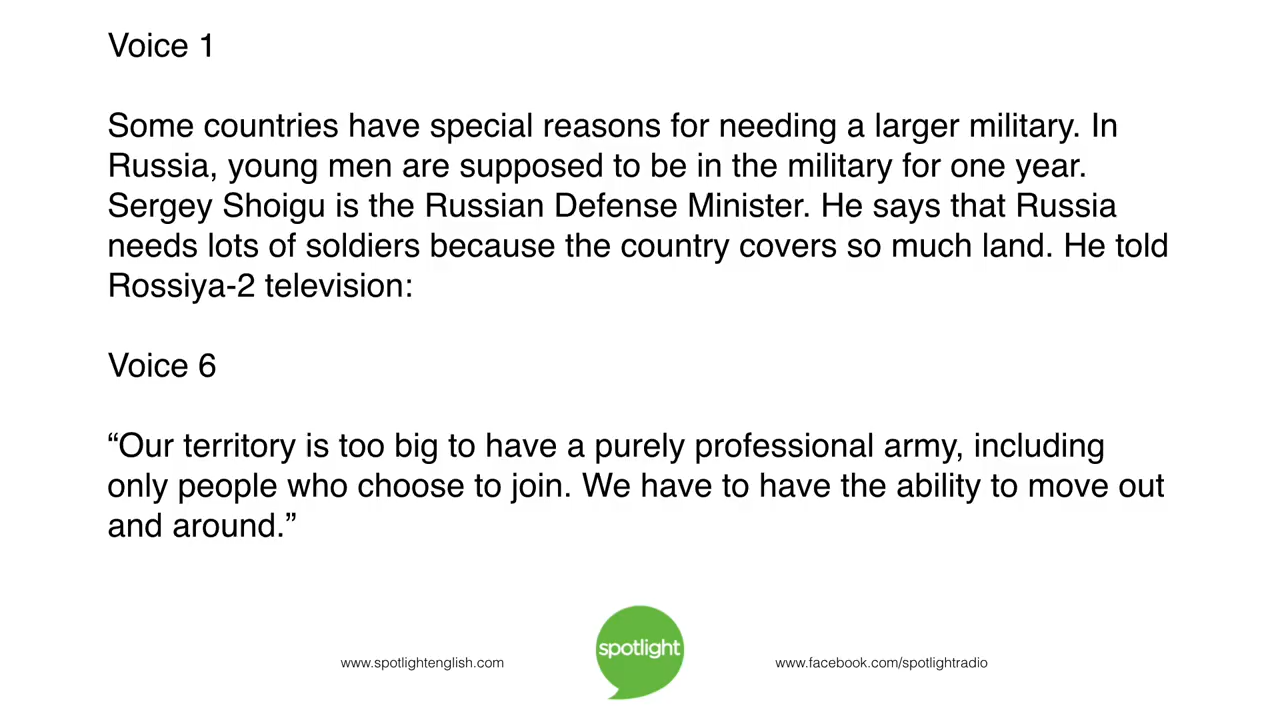 Voice 1
Some countries have special reasons for needing a larger military. In
Russia, young men are supposed to be in the military for one year.
Sergey Shoigu is the Russian Defense Minister. He says that Russia
needs lots of soldiers because the country covers so much land. He told
Rossiya-2 television:
Voice 6
“Our territory is too big to have a purely professional army, including
only people who choose to join. We have to have the ability to move out
and around.”
spotlight
www.spotlightenglish.com
www.facebook.com/spotlightradio